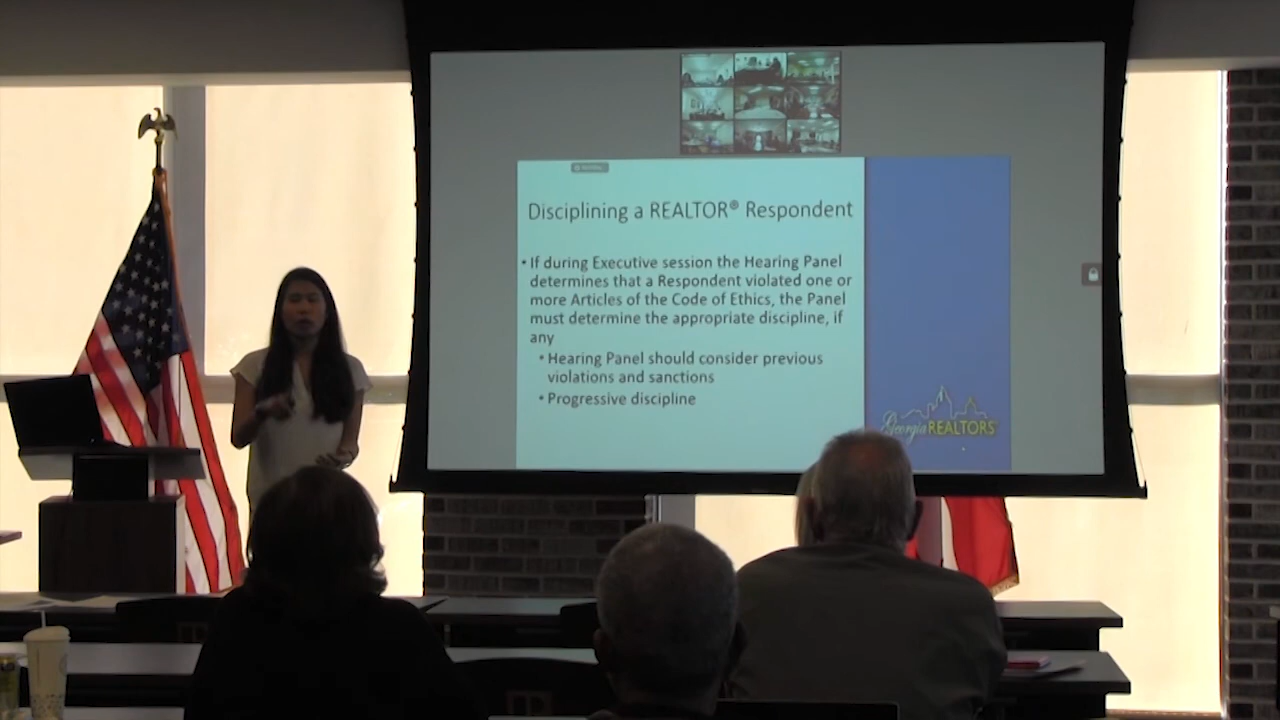 Disciplining a REALTOR® Respondent
• If during Executive session the Hearing Panel
determines that a Respondent violated one or
more Articles of the Code of Ethics, the Panel
must determine the appropriate discipline, if
any
• Hearing Panel should consider previous
violations and sanctions
• Progressive discipline
Georgia REALTORS®